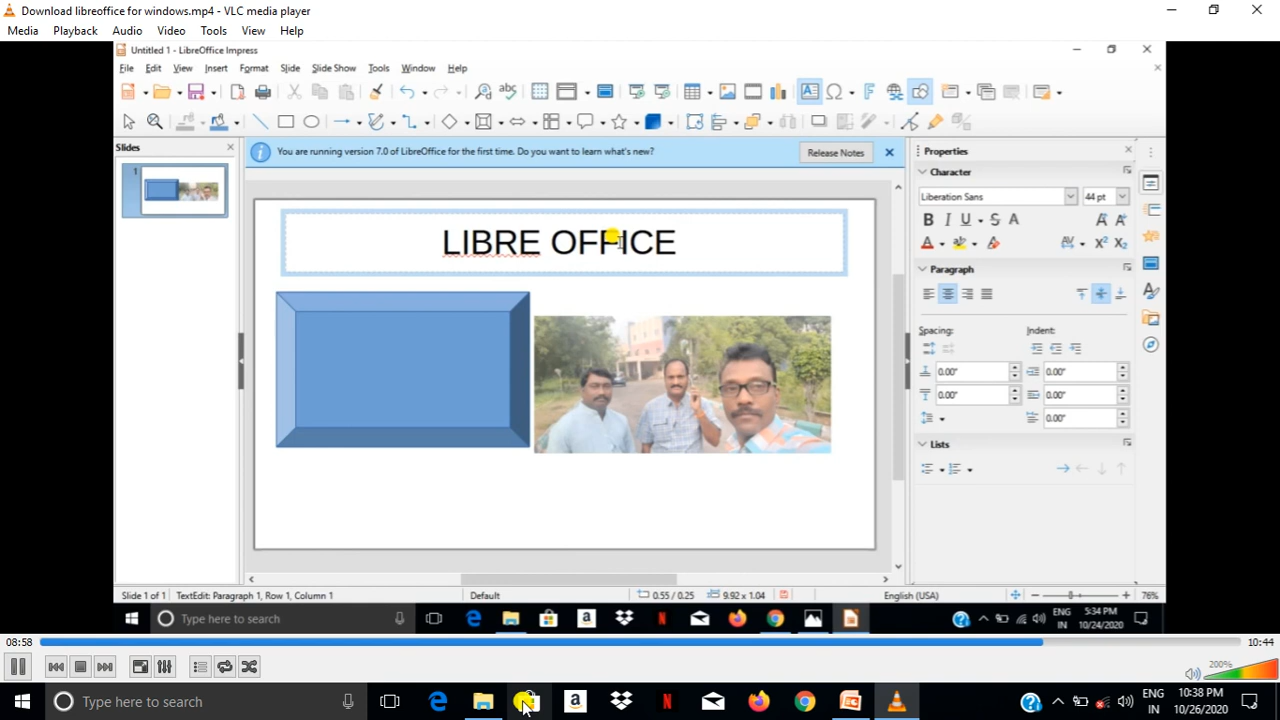 Download libreoffice for windows.mp4 - VLC media player
Media Playback Audio Video Tools View Help
Untitled 1 - LibreOffice Impress
File Edit View Insert Format Slide Slide Show Tools Window Help
Slides
You are running version 7.0 of LibreOffice for the first time. Do you want to learn what's new?
Release Notes
Properties
Character
Liberation Sans 44 pt
Paragraph
Spacing: Indent:
0.00" 0.00"
0.00" 0.00"
0.00"
Lists
1
LIBRE OFFICE
Slide 1 of 1 TextEdit: Paragraph 1, Row 1, Column 1 Default 0.55 / 0.25 9.92 x 1.04 English (USA) 76%
Type here to search
ENG 5:34 PM
IN 10/24/2020
08:58 10:44
200%
Type here to search
ENG 10:38 PM
IN 10/26/2020